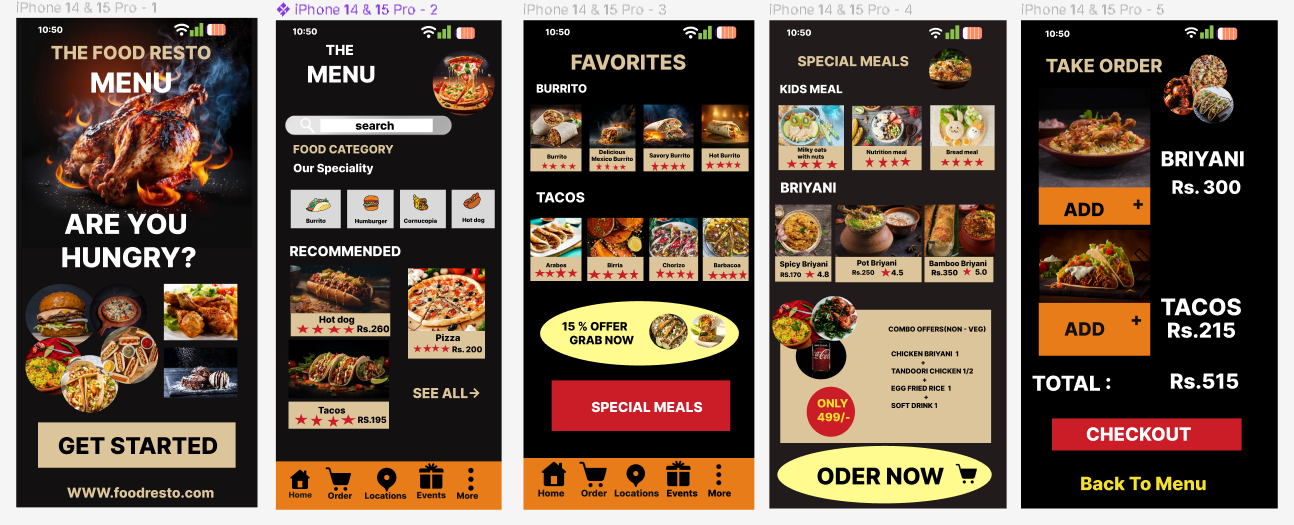 iPhone 14 & 15 Pro - 1
10:50
THE FOOD RESTO
MENU
ARE YOU
HUNGRY?
GET STARTED
WWW.foodresto.com
iPhone 14 & 15 Pro - 2
10:50
THE
MENU
search
FOOD CATEGORY
Our Speciality
Burrito
Humburger
Cornucopia
Hot dog
RECOMMENDED
Hot dog
Rs.260
Pizza
Rs. 200
Tacos
RS.195
SEE ALL→
Home
Order
Locations
Events
More
iPhone 14 & 15 Pro - 3
10:50
FAVORITES
BURRITO
Burrito
Delicious
Mexico Burrito
Savory Burrito
Hot Burrito
TACOS
Arabes
Birria
Chorizo
Barbacoa
15 % OFFER
GRAB NOW
SPECIAL MEALS
Home
Order
Locations
Events
More
iPhone 14 & 15 Pro - 4
10:50
SPECIAL MEALS
KIDS MEAL
Milky oats
with nuts
Nutrition meal
Bread meal
BRIYANI
Spicy Briyani
RS.170 ★ 4.8
Pot Briyani
Rs.250 ★4.5
Bamboo Briyani
Rs.350 ★ 5.0
COMBO OFFERS(NON - VEG)
CHICKEN BRIYANI 1
+
TANDOORI CHICKEN 1/2
+
EGG FRIED RICE 1
+
SOFT DRINK 1
ONLY
499/-
ODER NOW
iPhone 14 & 15 Pro - 5
10:50
TAKE ORDER
BRIYANI
Rs. 300
ADD +
TACOS
Rs.215
ADD +
TOTAL :
Rs.515
CHECKOUT
Back To Menu